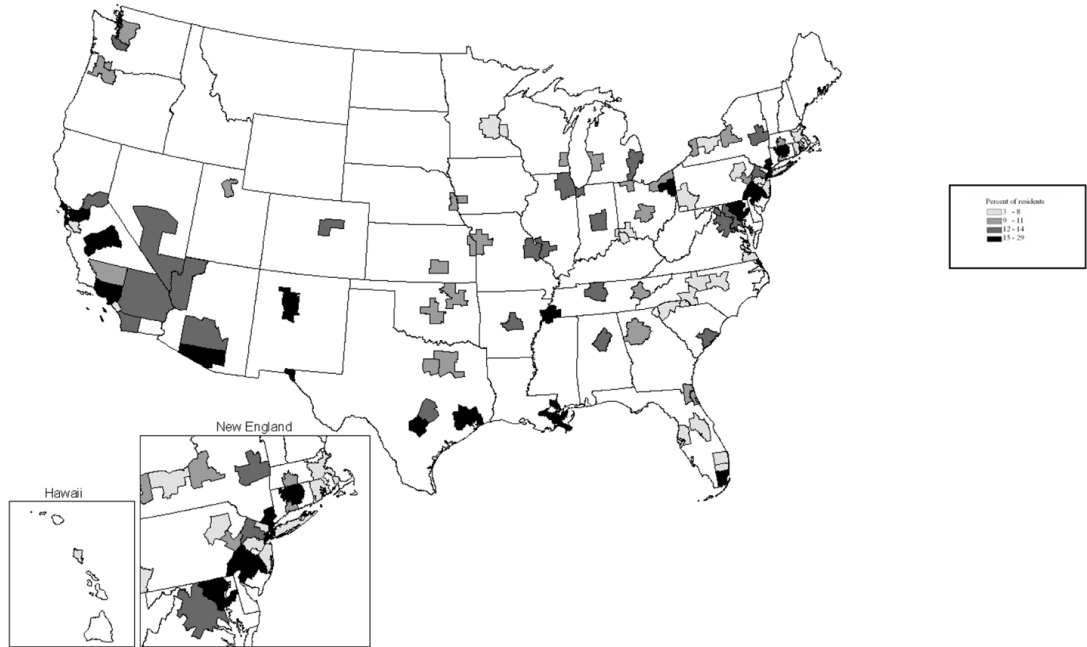 Percent of residents
3 - 8
9 - 11
12 - 14
15 - 29
New England
Hawaii